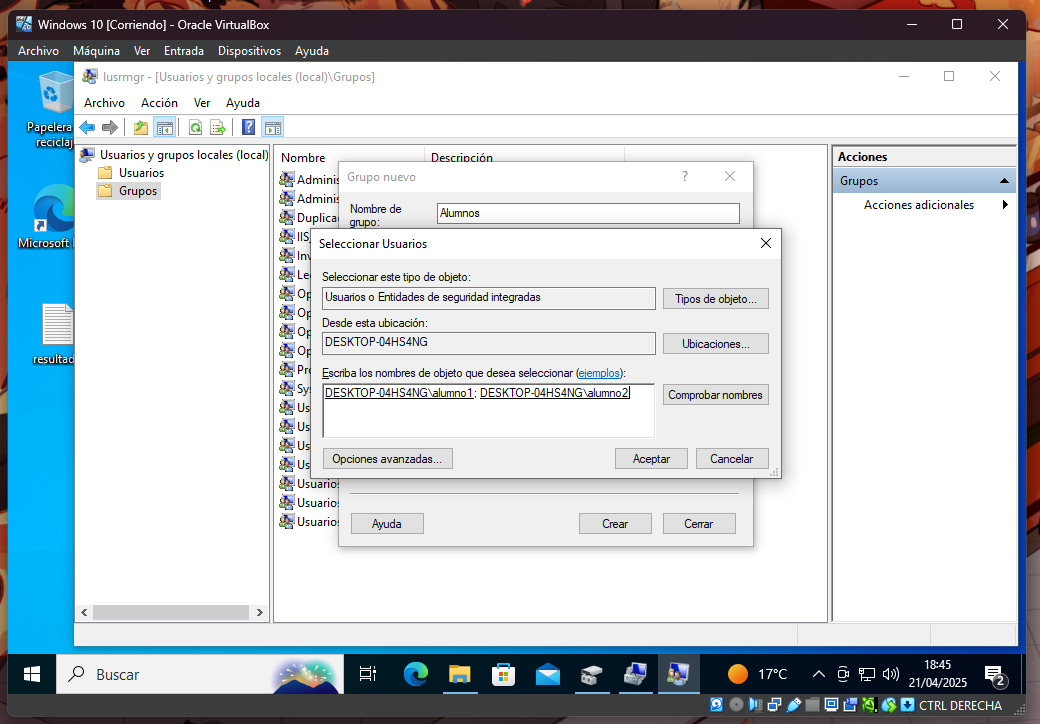 Windows 10 [Corriendo] - Oracle VirtualBox
Archivo Máquina Ver Entrada Dispositivos Ayuda
lusrmgr - [Usuarios y grupos locales (local)\Grupos]
Archivo Acción Ver Ayuda
Papelera
reciclaj
Microsoft
resultad
Usuarios y grupos locales (local)
Usuarios
Grupos
Nombre Descripción
Adminis
Adminis
Duplica
IIS
Inv
Le
Op
Op
Op
Op
Pro
Sys
Us
Us
Us
Us
Usuario
Usuario
Usuario
Grupo nuevo ?
Nombre de
grupo:
Alumnos
Seleccionar Usuarios
Seleccionar este tipo de objeto:
Usuarios o Entidades de seguridad integradas
Tipos de objeto...
Desde esta ubicación:
DESKTOP-04HS4NG
Ubicaciones...
Escriba los nombres de objeto que desea seleccionar (ejemplos):
DESKTOP-04HS4NG\alumno1; DESKTOP-04HS4NG\alumno2
Comprobar nombres
Opciones avanzadas... Aceptar Cancelar
Ayuda Crear Cerrar
Acciones
Grupos
Acciones adicionales
Buscar
17°C
18:45
21/04/2025
2
CTRL DERECHA